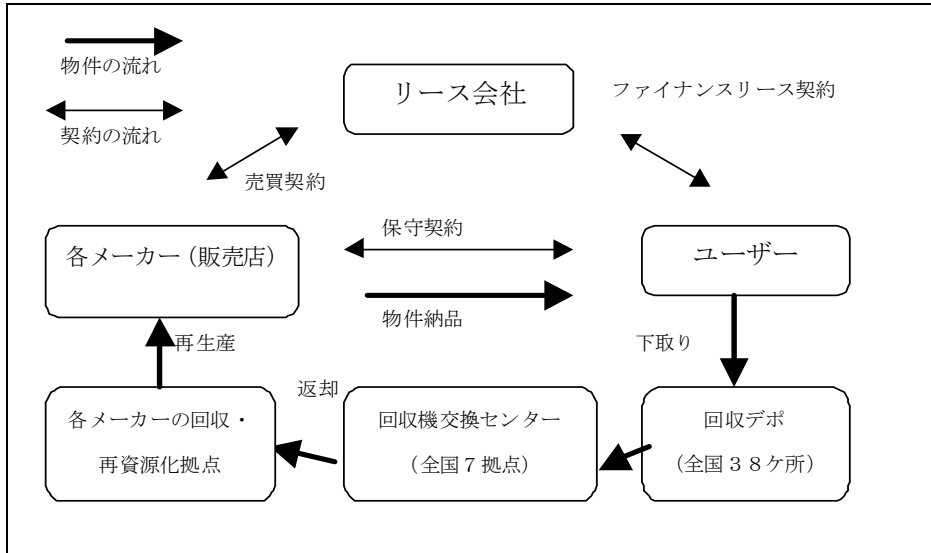 物件の流れ
契約の流れ
リース会社
ファイナンスリース契約
売買契約
各メーカー（販売店）
保守契約
ユーザー
物件納品
再生産
下取り
返却
各メーカーの回収・
再資源化拠点
回収機交換センター
（全国７拠点）
回収デポ
（全国３８ケ所）